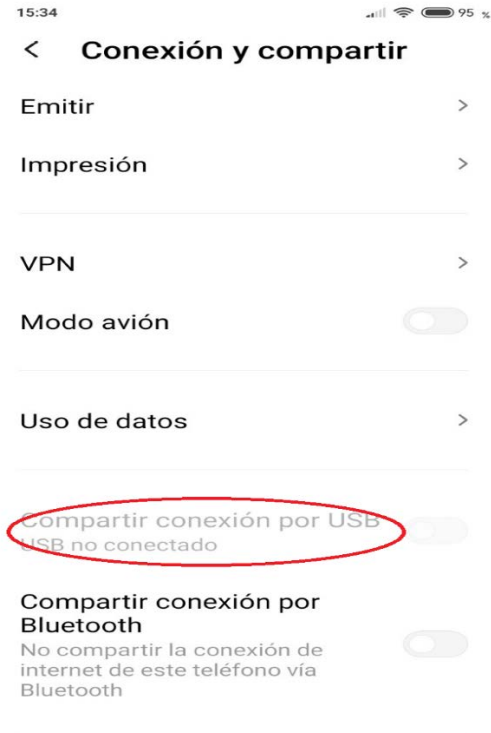 15:34 95 %
< Conexión y compartir
Emitir >
Impresión >
VPN >
Modo avión
Uso de datos >
Compartir conexión por USB
USB no conectado
Compartir conexión por
Bluetooth
No compartir la conexión de
internet de este teléfono vía
Bluetooth